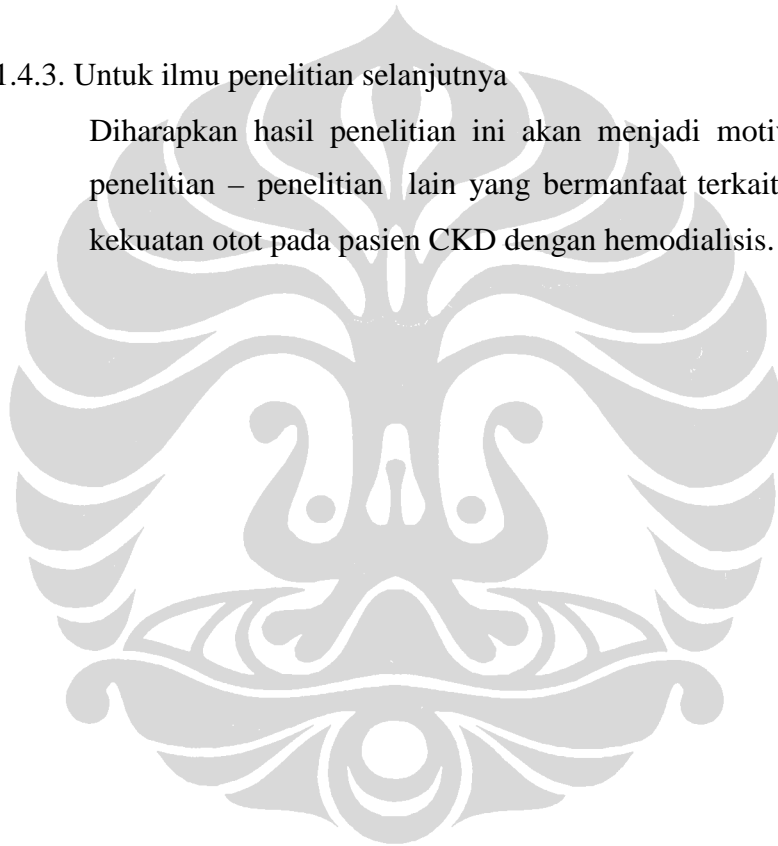 1.4.3. Untuk ilmu penelitian selanjutnya
Diharapkan hasil penelitian ini akan menjadi
penelitian – penelitian lain yang bermanfaat terkait
kekuatan otot pada pasien CKD dengan hemodialisis.